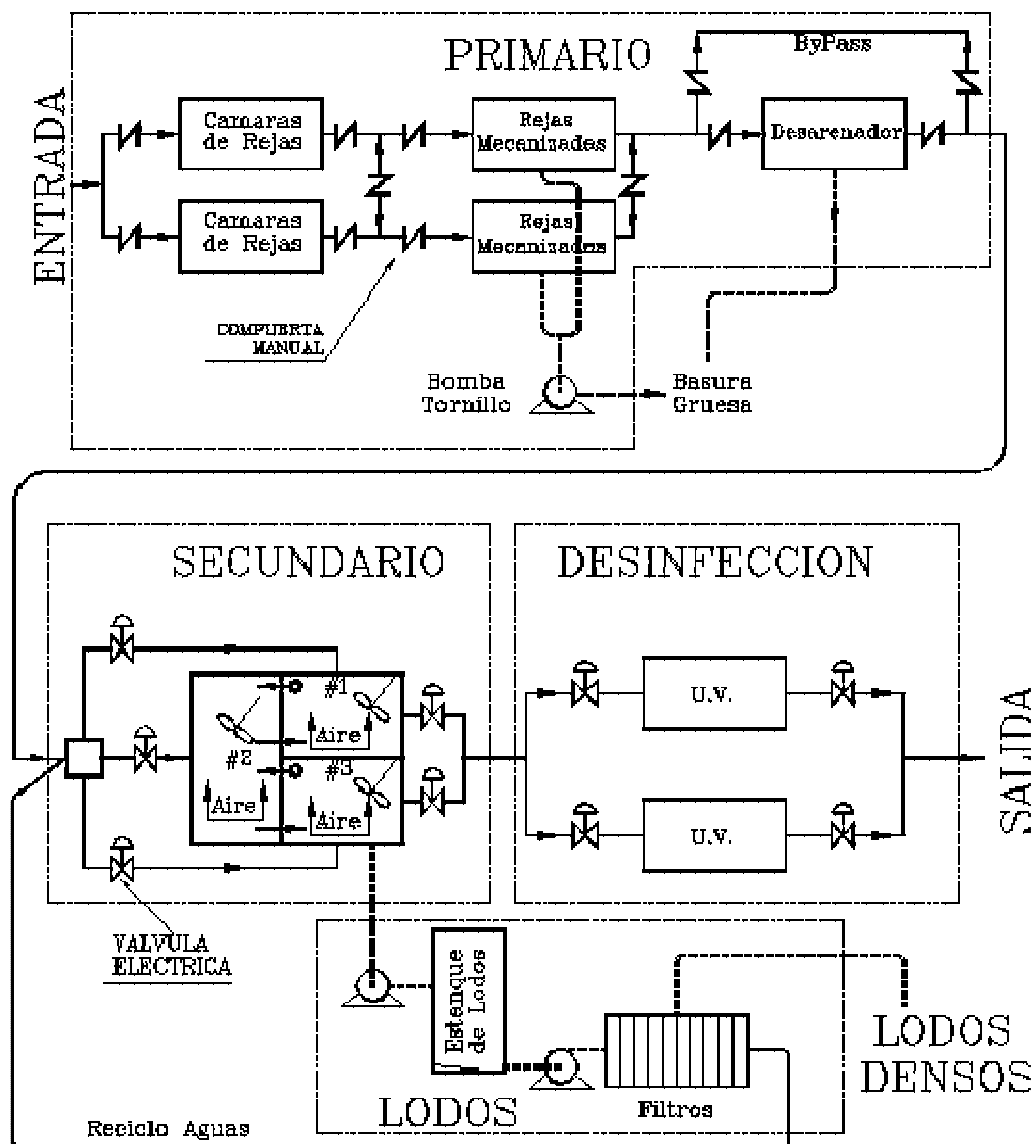 PRIMARIO
ByPass
ENTRADA
Camaras
de Rejas
Rejas
Mecanizadas
Desarenador
Camaras
de Rejas
Rejas
Mecanizadas
COMPUERTA
MANUAL
Bomba
Tornillo
Basura
Gruesa
SECUNDARIO
DESINFECCION
#1
Aire
#2
#3
Aire
Aire
U.V.
U.V.
SALIDA
VALVULA
ELECTRICA
Estanque
de Lodos
LODOS
Filtros
LODOS
DENSOS
Reciclo Aguas